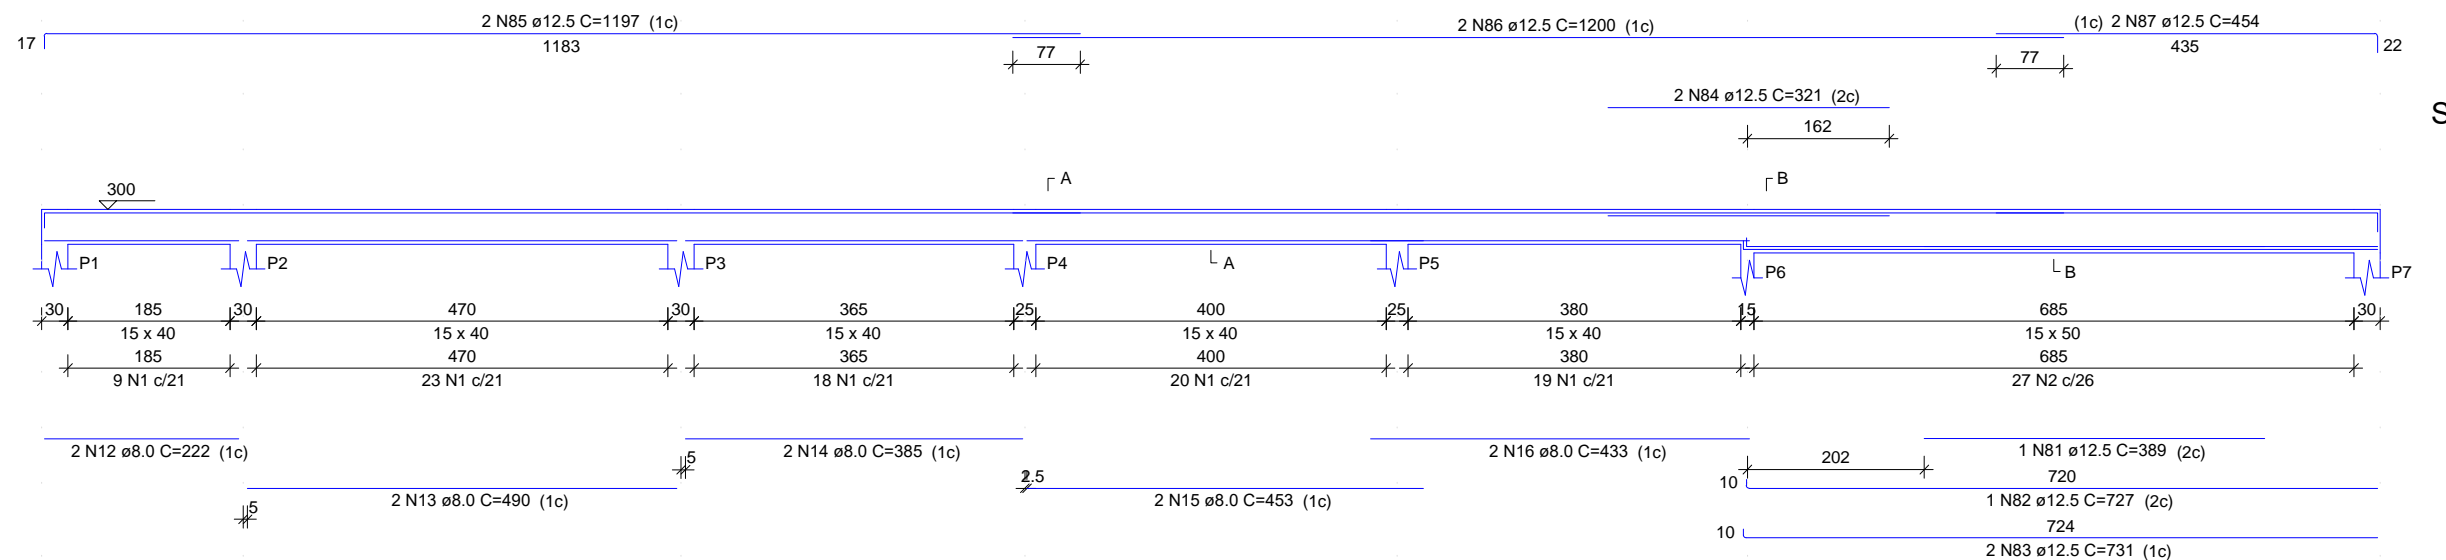 2 N85 ø12.5 C=1197 (1c)
17
1183
77
2 N86 ø12.5 C=1200 (1c)
(1c) 2 N87 ø12.5 C=454
435
22
77
2 N84 ø12.5 C=321 (2c)
162
S
A
B
300
P1
P2
P3
P4
A
P5
P6
B
P7
30 185 30 470 30 365 25 400 25 380 15 685 30
15 x 40 15 x 40 15 x 40 15 x 40 15 x 40 15 x 50
185 470 365 400 380 685
9 N1 c/21 23 N1 c/21 18 N1 c/21 20 N1 c/21 19 N1 c/21 27 N2 c/26
2 N12 ø8.0 C=222 (1c)
5
2 N14 ø8.0 C=385 (1c)
2 N16 ø8.0 C=433 (1c)
202
1 N81 ø12.5 C=389 (2c)
5
2 N13 ø8.0 C=490 (1c)
2 N15 ø8.0 C=453 (1c)
10
720
1 N82 ø12.5 C=727 (2c)
10
724
2 N83 ø12.5 C=731 (1c)